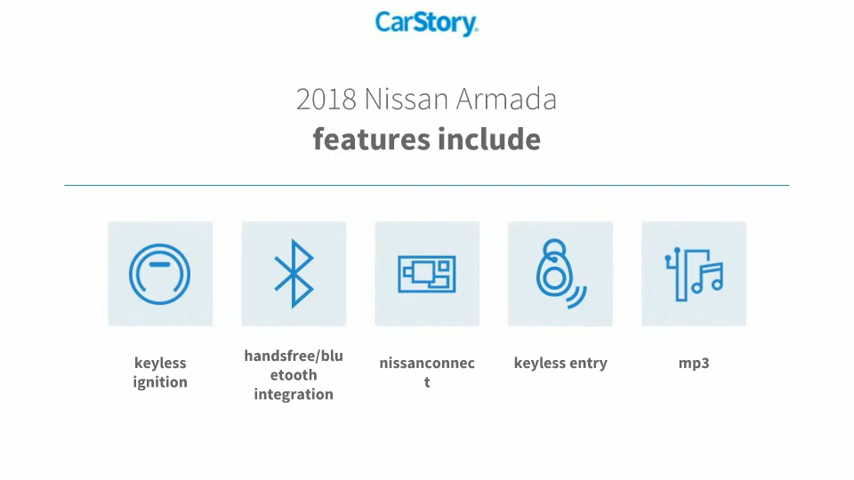 CarStory
2018 Nissan Armada
features include
keyless
ignition
handsfree/blu
etooth
integration
nissanconnec
t
keyless entry
mp3